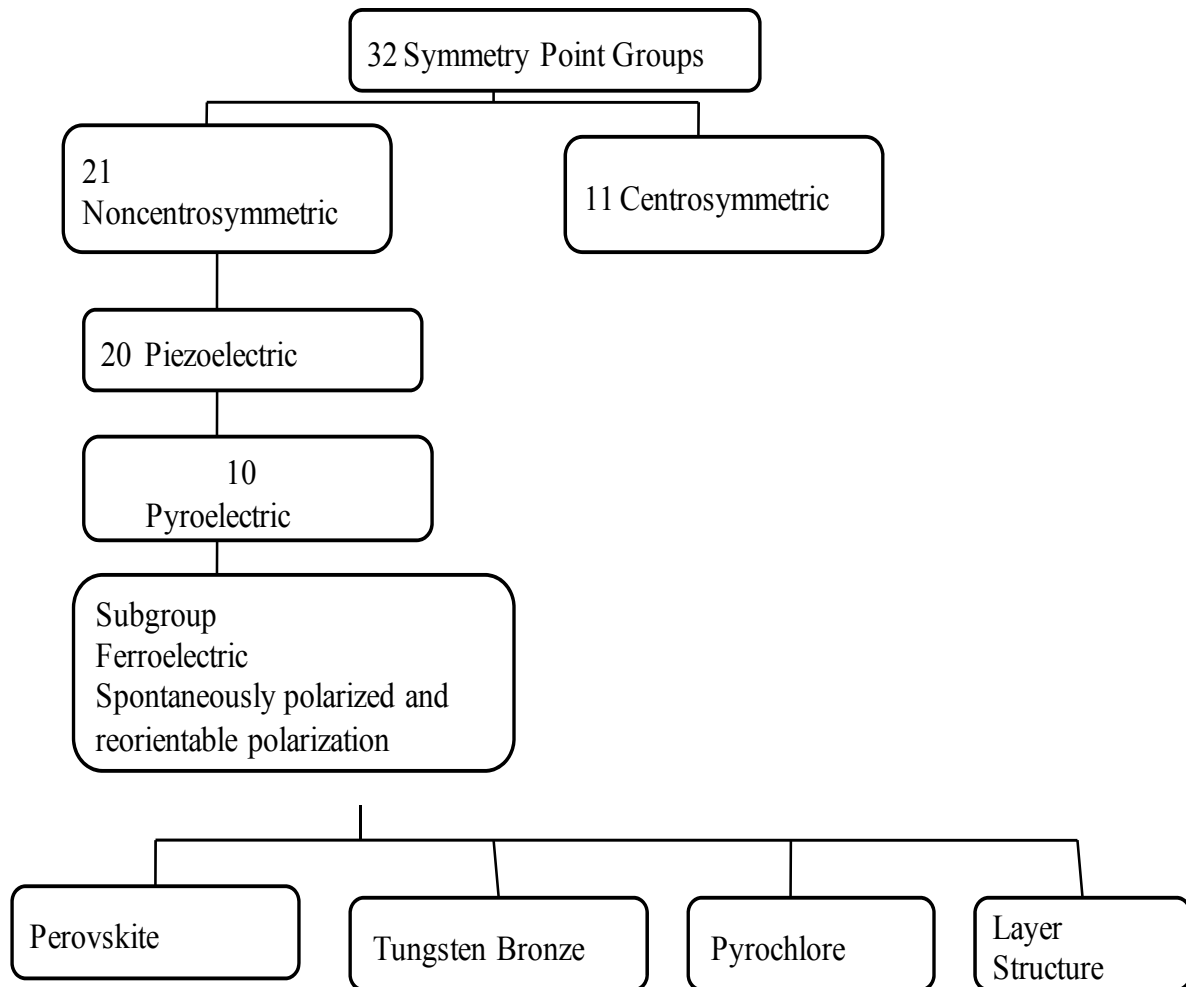 32 Symmetry Point Groups
21
Noncentrosymmetric
11 Centrosymmetric
20 Piezoelectric
10
Pyroelectric
Subgroup
Ferroelectric
Spontaneously polarized and
reorientable polarization
Perovskite
Tungsten Bronze
Pyrochlore
Layer
Structure